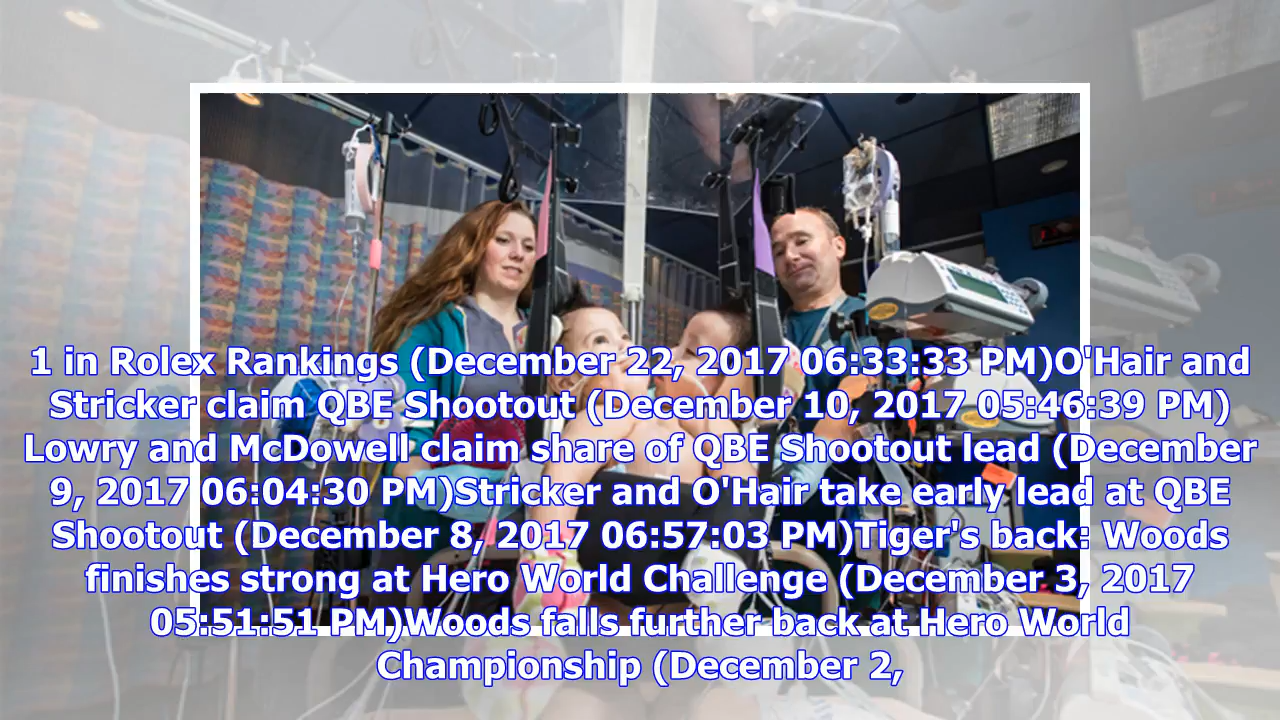 1 in Rolex Rankings (December 22, 2017 06:33:33 PM)O'Hair and
Stricker claim QBE Shootout (December 10, 2017 05:46:39 PM)
Lowry and McDowell claim share of QBE Shootout lead (December
9, 2017 06:04:30 PM)Stricker and O'Hair take early lead at QBE
Shootout (December 8, 2017 06:57:03 PM)Tiger's back: Woods
finishes strong at Hero World Challenge (December 3, 2017
05:51:51 PM)Woods falls further back at Hero World
Championship (December 2,